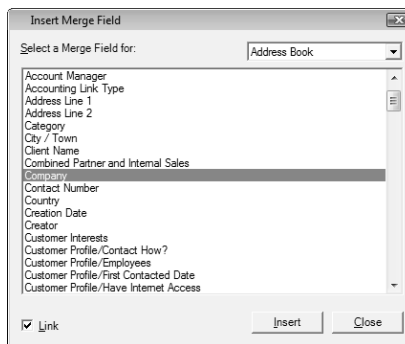 Insert Merge Field
Select a Merge Field for: Address Book
Account Manager
Accounting Link Type
Address Line 1
Address Line 2
Category
City / Town
Client Name
Combined Partner and Internal Sales
Company
Contact Number
Country
Creation Date
Creator
Customer Interests
Customer Profile/Contact How?
Customer Profile/Employees
Customer Profile/First Contacted Date
Customer Profile/Have Internet Access
Link Insert Close